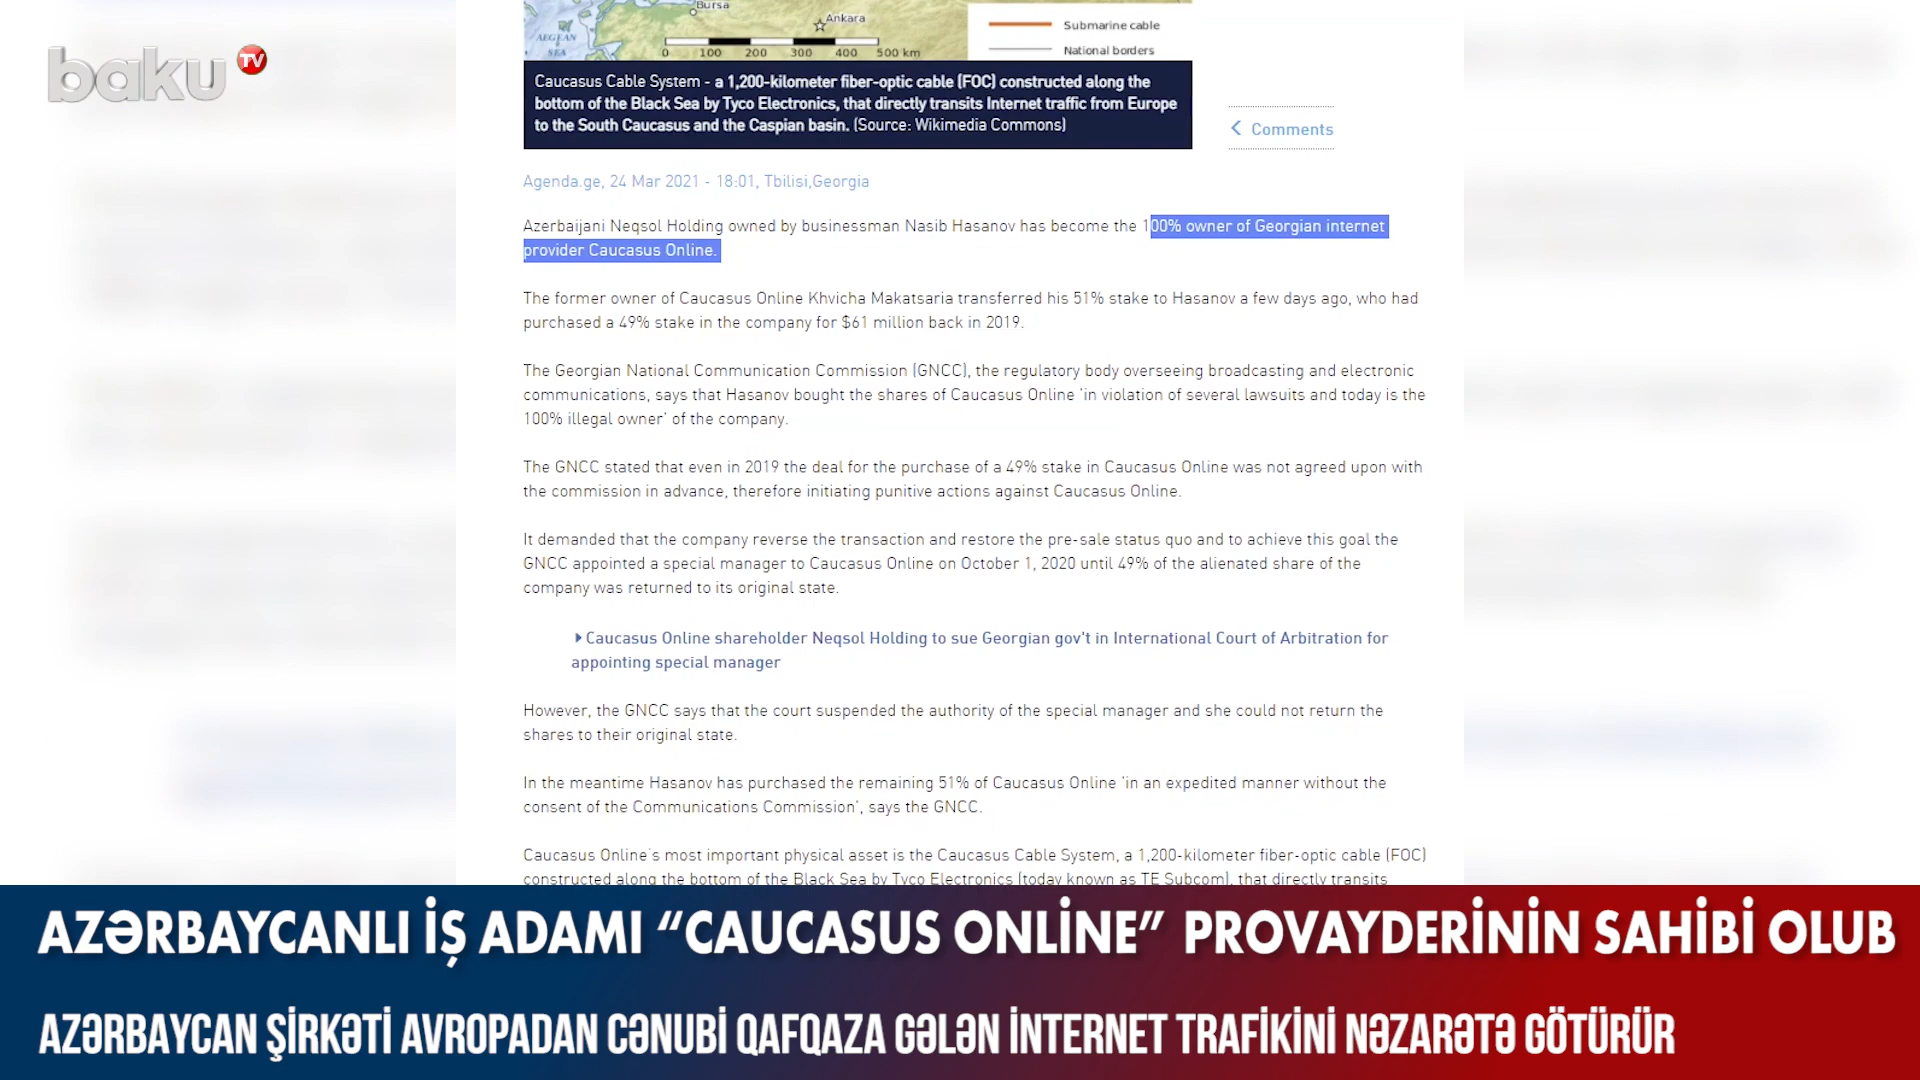 baku TV
Bursa
Ankara
AEGEAN
SEA
0 100 200 300 400 500 km
Submarine cable
National borders
Caucasus Cable System - a 1,200-kilometer fiber-optic cable (FOC) constructed along the
bottom of the Black Sea by Tyco Electronics, that directly transits Internet traffic from Europe
to the South Caucasus and the Caspian basin. (Source: Wikimedia Commons)
Comments
Agenda.ge, 24 Mar 2021 - 18:01, Tbilisi,Georgia
Azerbaijani Neqsol Holding owned by businessman Nasib Hasanov has become the 100% owner of Georgian internet
provider Caucasus Online.
The former owner of Caucasus Online Khvicha Makatsaria transferred his 51% stake to Hasanov a few days ago, who had
purchased a 49% stake in the company for $61 million back in 2019.
The Georgian National Communication Commission (GNCC), the regulatory body overseeing broadcasting and electronic
communications, says that Hasanov bought the shares of Caucasus Online 'in violation of several lawsuits and today is the
100% illegal owner' of the company.
The GNCC stated that even in 2019 the deal for the purchase of a 49% stake in Caucasus Online was not agreed upon with
the commission in advance, therefore initiating punitive actions against Caucasus Online.
It demanded that the company reverse the transaction and restore the pre-sale status quo and to achieve this goal the
GNCC appointed a special manager to Caucasus Online on October 1, 2020 until 49% of the alienated share of the
company was returned to its original state.
Caucasus Online shareholder Neqsol Holding to sue Georgian gov't in International Court of Arbitration for
appointing special manager
However, the GNCC says that the court suspended the authority of the special manager and she could not return the
shares to their original state.
In the meantime Hasanov has purchased the remaining 51% of Caucasus Online 'in an expedited manner without the
consent of the Communications Commission', says the GNCC.
Caucasus Online's most important physical asset is the Caucasus Cable System, a 1,200-kilometer fiber-optic cable (FOC)
constructed along the bottom of the Black Sea by Tyco Electronics (today known as TE Subcom), that directly transits
AZƏRBAYCANLI İŞ ADAMI “CAUCASUS ONLİNE” PROVAYDERİNİN SAHİBİ OLUB
AZƏRBAYCAN ŞİRKƏTİ AVROPADAN CƏNUBİ QAFQAZA GƏLƏN İNTERNET TRAFİKİNİ NƏZARƏTƏ GÖTÜRÜR